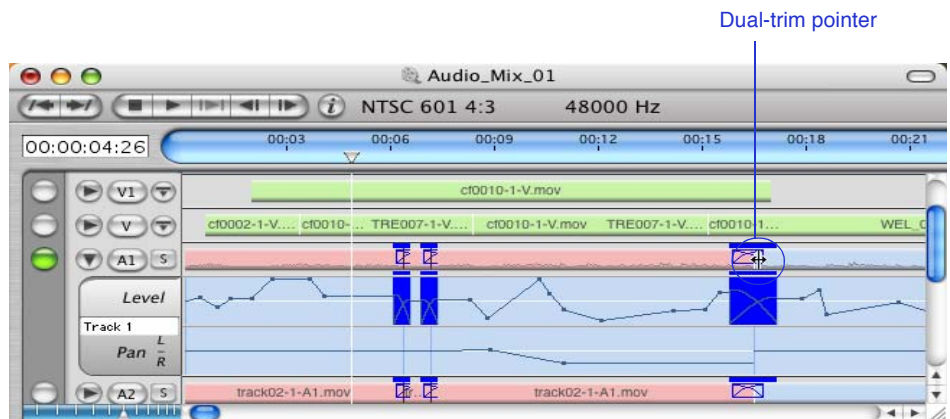 Dual-trim pointer
Audio_Mix_01
NTSC 601 4:3 48000 Hz
00:00:04:26
00:03 00:06 00:09 00:12 00:15 00:18 00:21
V1
cf0010-1-V.mov
V
cf0002-1-V.... cf0010-... TRE007-1-V.... cf0010-1-V.mov TRE007-1-V.... cf0010-1... WEL_0
A1 S
Level
Track 1
Pan L R
A2 S
track02-1-A1.mov tr... track02-1-A1.mov